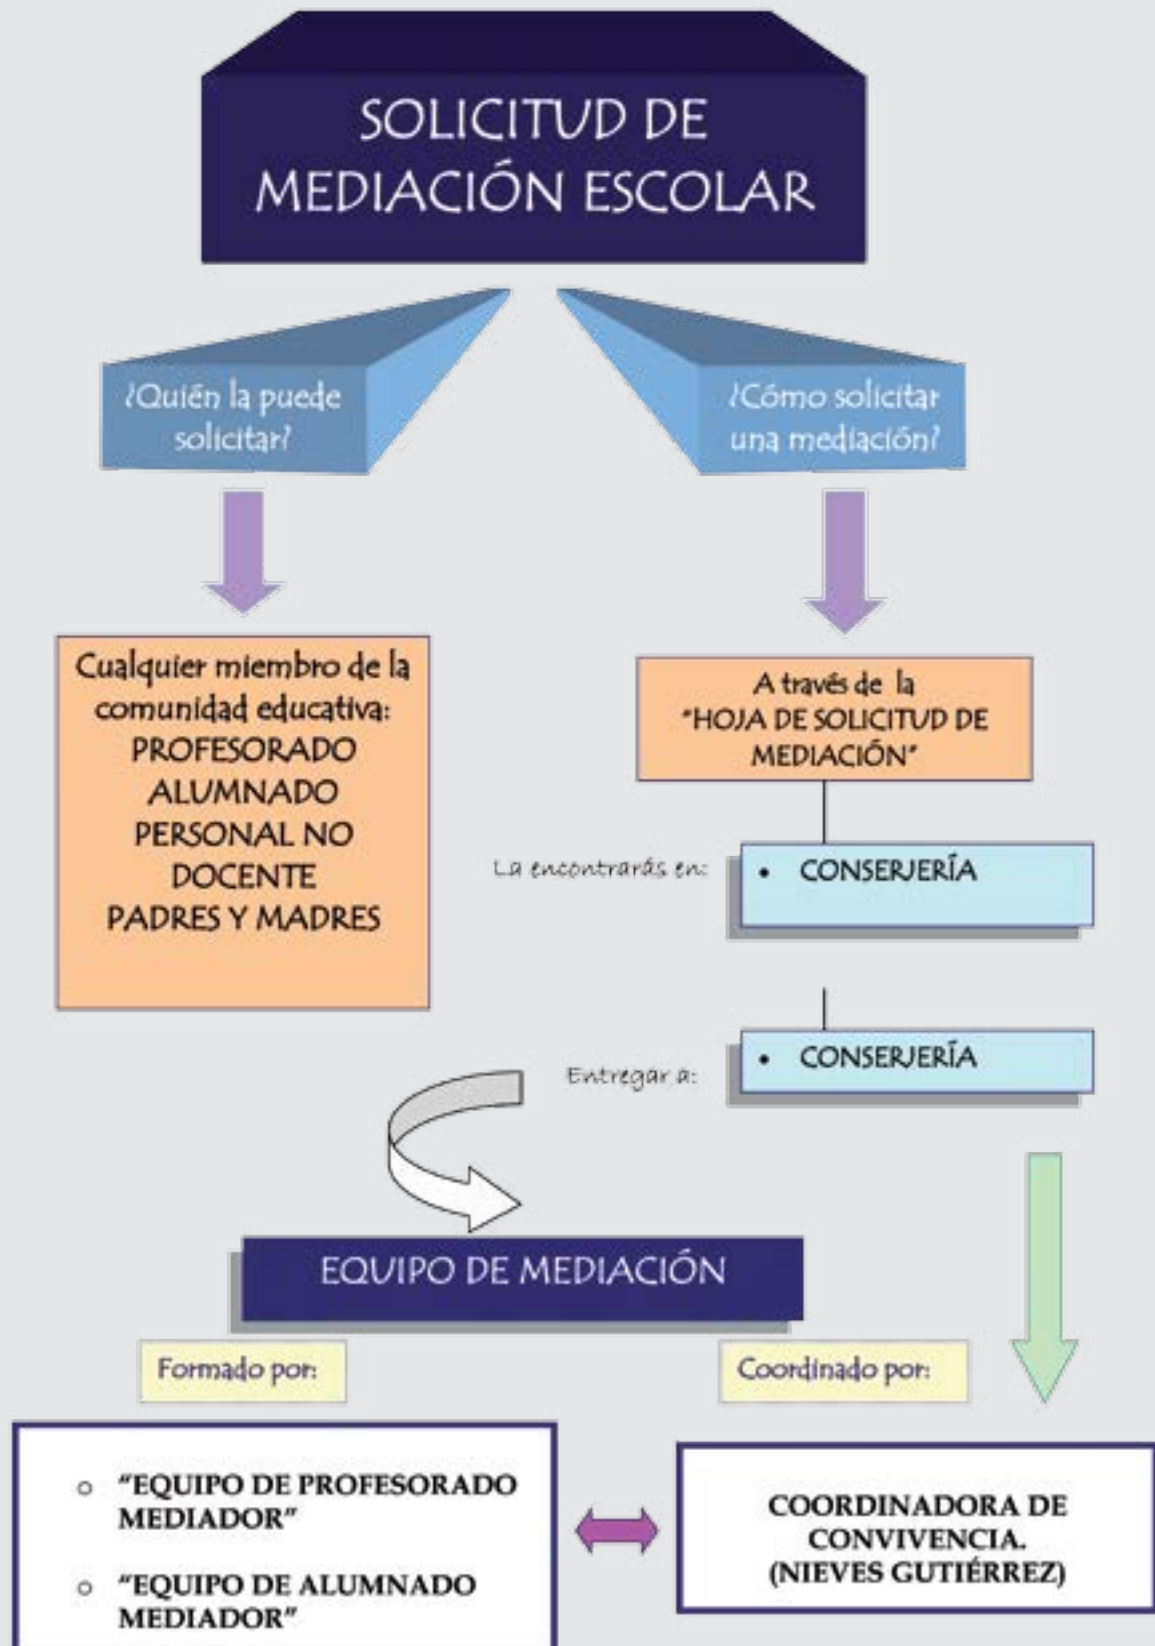 SOLICITUD DE
MEDIACIÓN ESCOLAR
¿Quién la puede
solicitar?
¿Cómo solicitar
una mediación?
Cualquier miembro de la
comunidad educativa:
PROFESORADO
ALUMNADO
PERSONAL NO
DOCENTE
PADRES Y MADRES
A través de la
"HOJA DE SOLICITUD DE
MEDIACIÓN"
La encontrarás en:
• CONSERJERÍA
Entregar a:
• CONSERJERÍA
EQUIPO DE MEDIACIÓN
Formado por:
Coordinado por:
○ "EQUIPO DE PROFESORADO
MEDIADOR"
○ "EQUIPO DE ALUMNADO
MEDIADOR"
COORDINADORA DE
CONVIVENCIA.
(NIEVES GUTIÉRREZ)